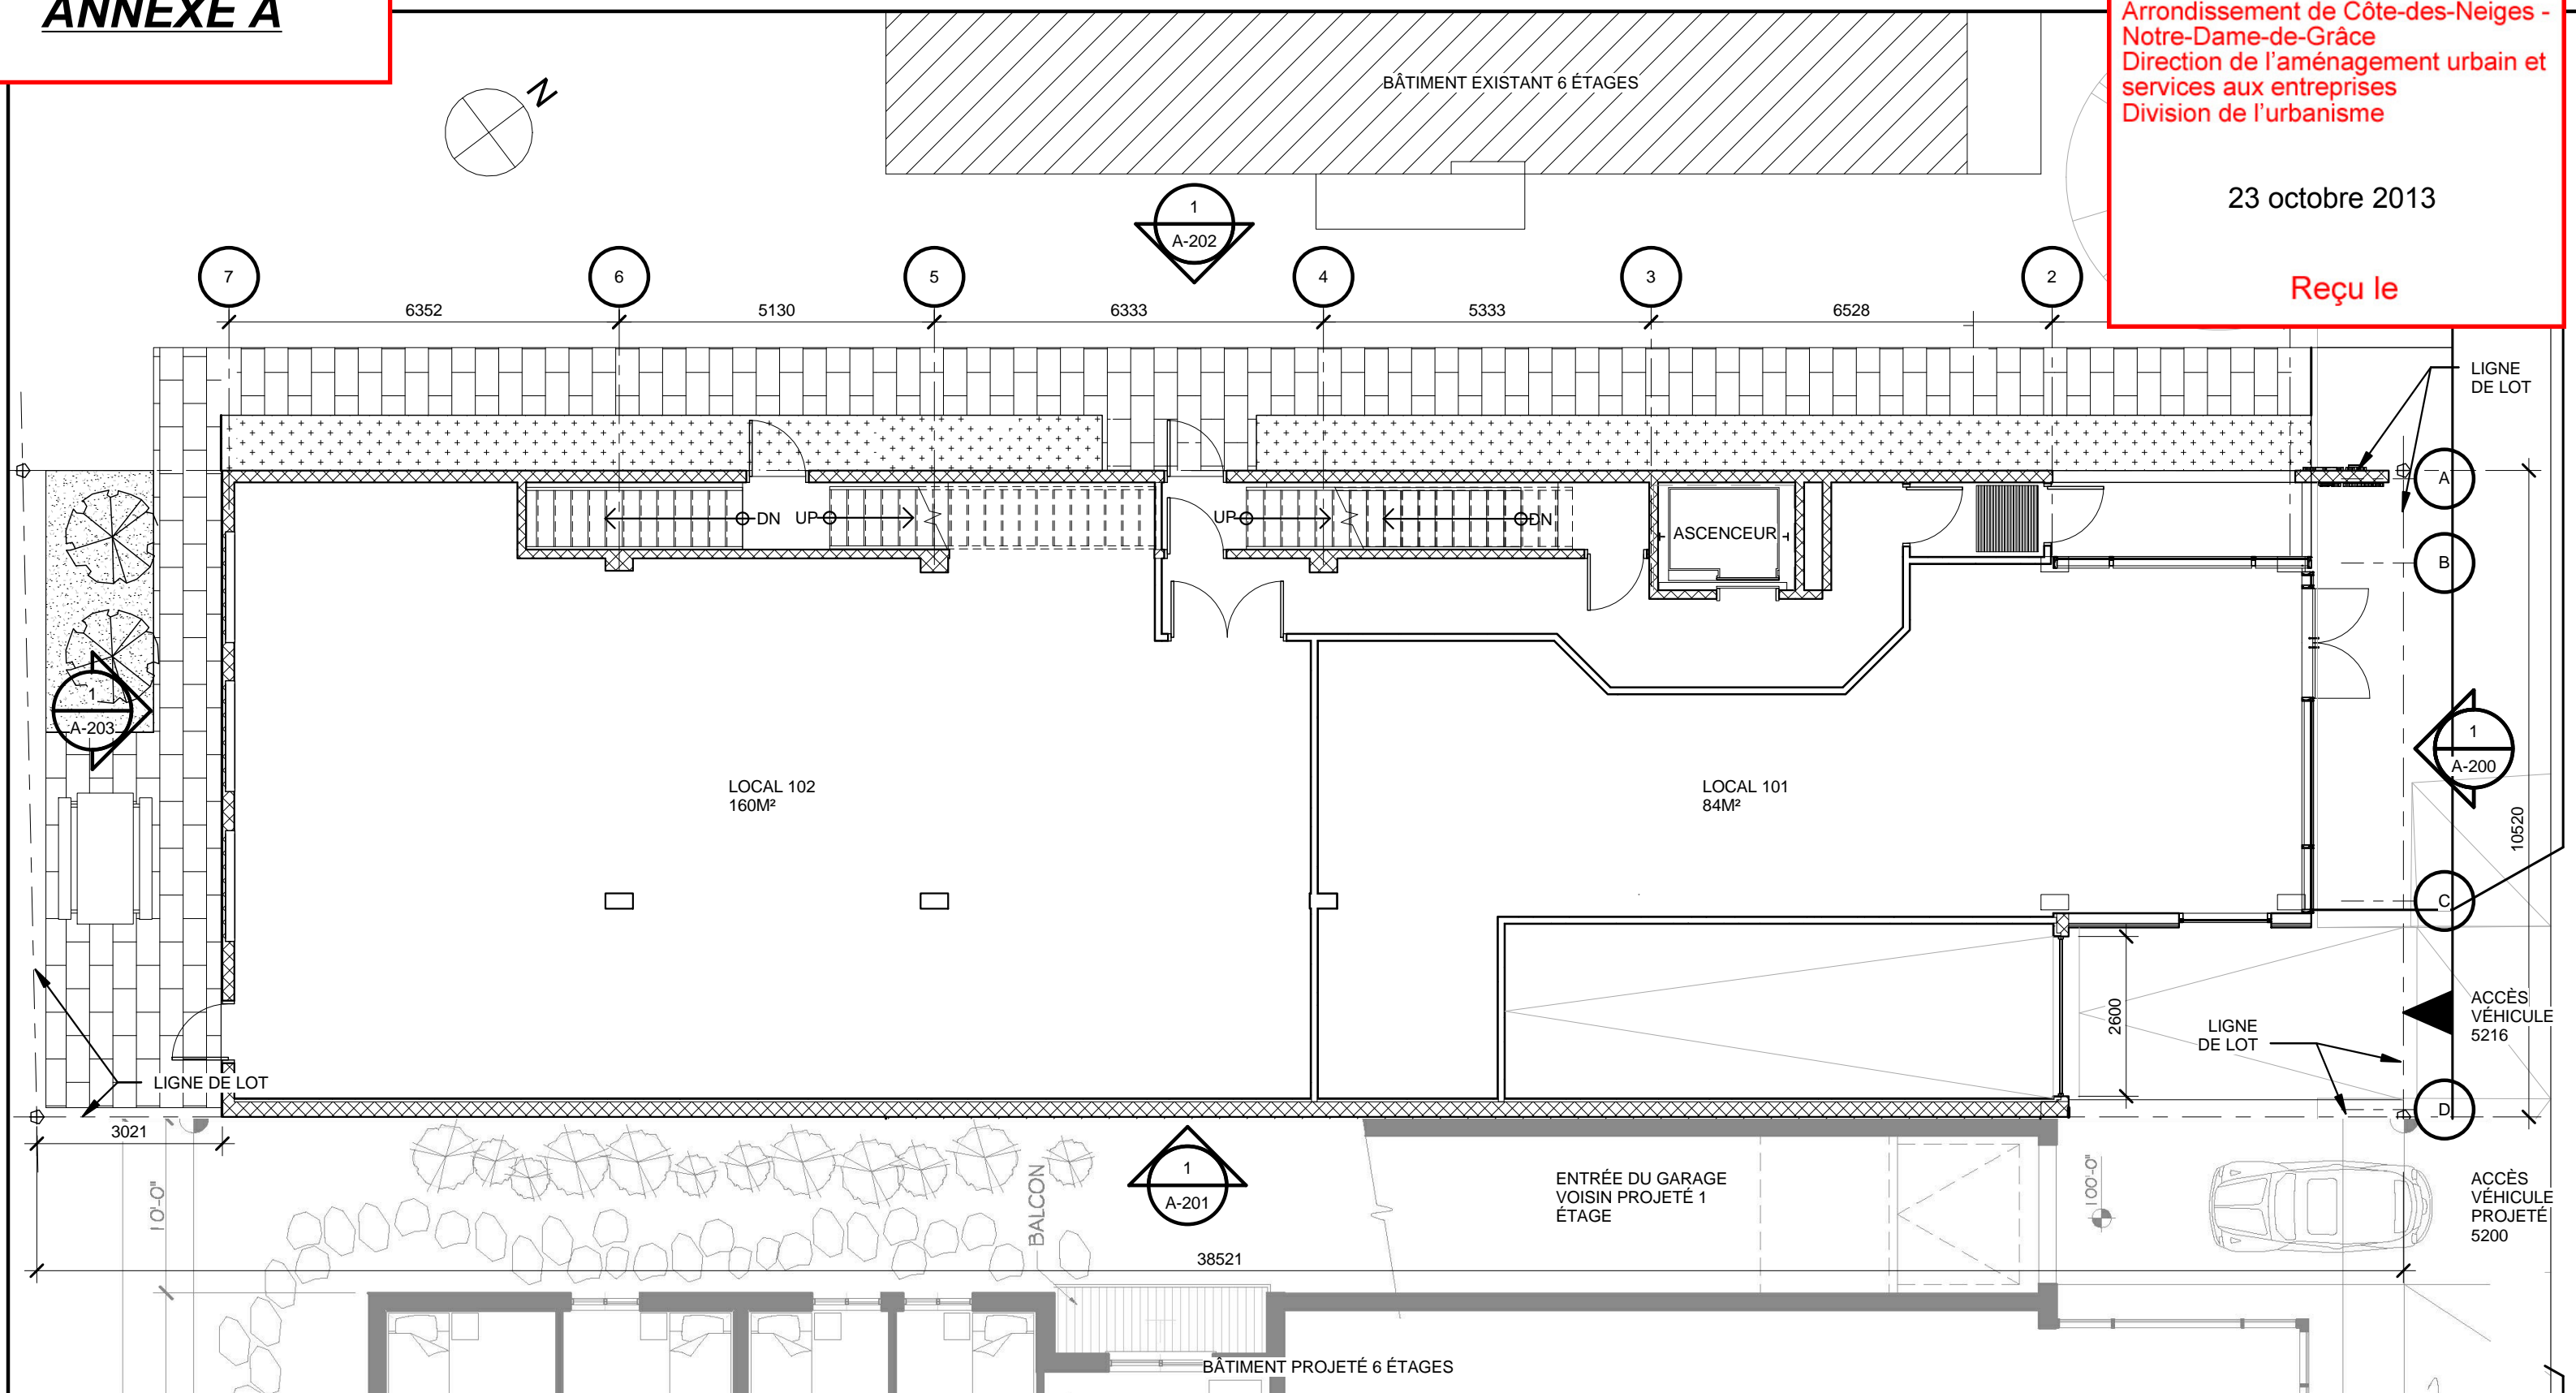 ANNEXE A
Arrondissement de Côte-des-Neiges -
Notre-Dame-de-Grâce
Direction de l'aménagement urbain et
services aux entreprises
Division de l'urbanisme
23 octobre 2013
Reçu le
N
BÂTIMENT EXISTANT 6 ÉTAGES
1
A-202
7
6
5
4
3
2
6352
5130
6333
5333
6528
LIGNE
DE LOT
A
B
DN
UP
UP
DN
ASCENCEUR
1
A-203
1
A-200
LOCAL 102
160M²
LOCAL 101
84M²
10520
C
2600
ACCÈS
VÉHICULE
5216
LIGNE
DE LOT
LIGNE DE LOT
D
3021
10'-0"
BALCON
1
A-201
ENTRÉE DU GARAGE
VOISIN PROJETÉ 1
ÉTAGE
100'-0"
ACCÈS
VÉHICULE
PROJETÉ
5200
38521
BÂTIMENT PROJETÉ 6 ÉTAGES